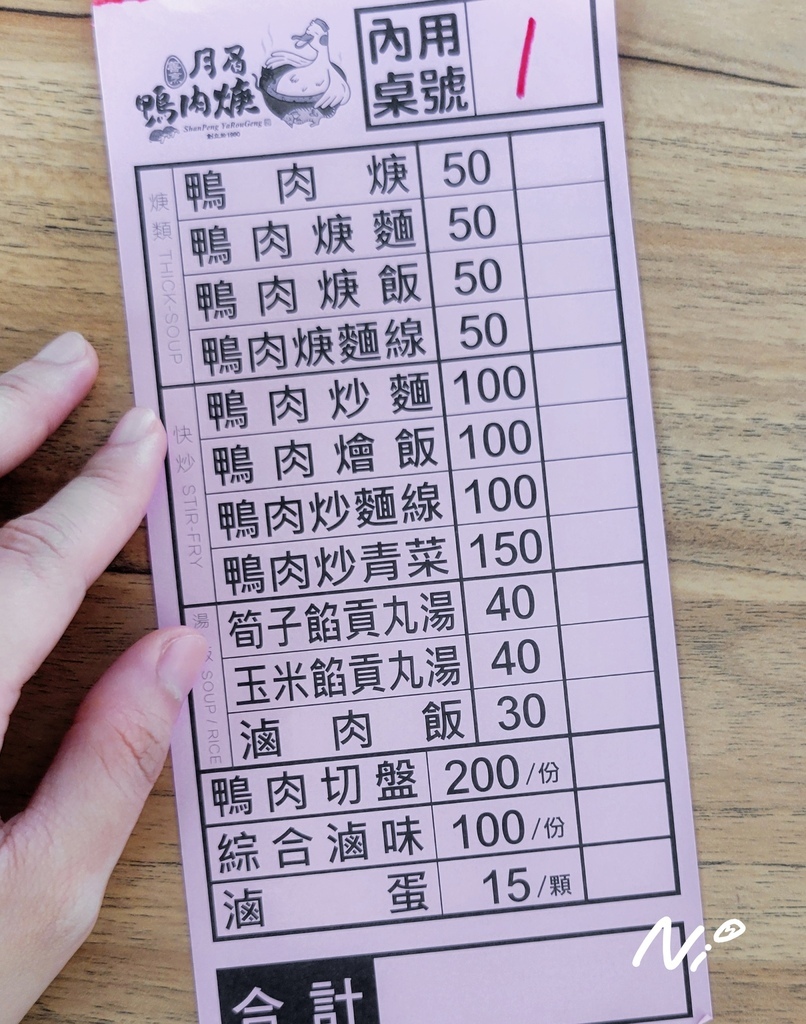 月眉
鴨肉焿
ShanPeng YaRouGeng
內用
桌號
1
焿類 THICK-SOUP
鴨肉焿 50
鴨肉焿麵 50
鴨肉焿飯 50
鴨肉焿麵線 50
快炒 STIR-FRY
鴨肉炒麵 100
鴨肉燴飯 100
鴨肉炒麵線 100
鴨肉炒青菜 150
湯 SOUP / RICE
筍子餡貢丸湯 40
玉米餡貢丸湯 40
滷肉飯 30
鴨肉切盤 200/份
綜合滷味 100/份
滷蛋 15/顆
合計
Ni